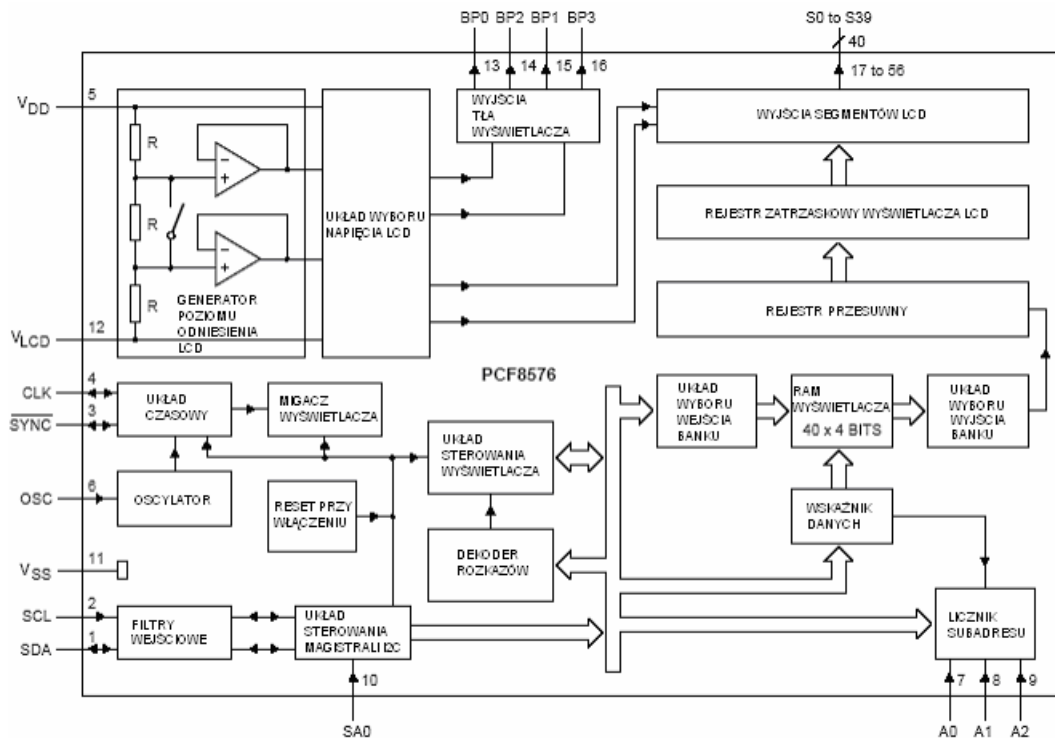 BP0 BP2 BP1 BP3
S0 to S39
40
13 14 15 16
17 to 56
VDD
5
R
R
R
−
+
−
+
GENERATOR
POZIOMU
ODNIESIENIA
LCD
UKŁAD WYBORU
NAPIĘCIA LCD
WYJŚCIA
TŁA
WYŚWIETLACZA
WYJŚCIA SEGMENTÓW LCD
REJESTR ZATRZASKOWY WYŚWIETLACZA LCD
REJESTR PRZESUWNY
VLCD
12
PCF8576
CLK
4
SYNC
3
UKŁAD
CZASOWY
MIGACZ
WYŚWIETLACZA
UKŁAD
STEROWANIA
WYŚWIETLACZA
UKŁAD
WYBORU
WEJŚCIA
BANKU
RAM
WYŚWIETLACZA
40 x 4 BITS
UKŁAD
WYBORU
WYJŚCIA
BANKU
OSC
6
OSCYLATOR
RESET PRZY
WŁĄCZENIU
DEKODER
ROZKAZÓW
WSKAŹNIK
DANYCH
VSS
11
SCL
2
SDA
1
FILTRY
WEJŚCIOWE
UKŁAD
STEROWANIA
MAGISTRALI I2C
LICZNIK
SUBADRESU
10
7 8 9
SA0
A0 A1 A2